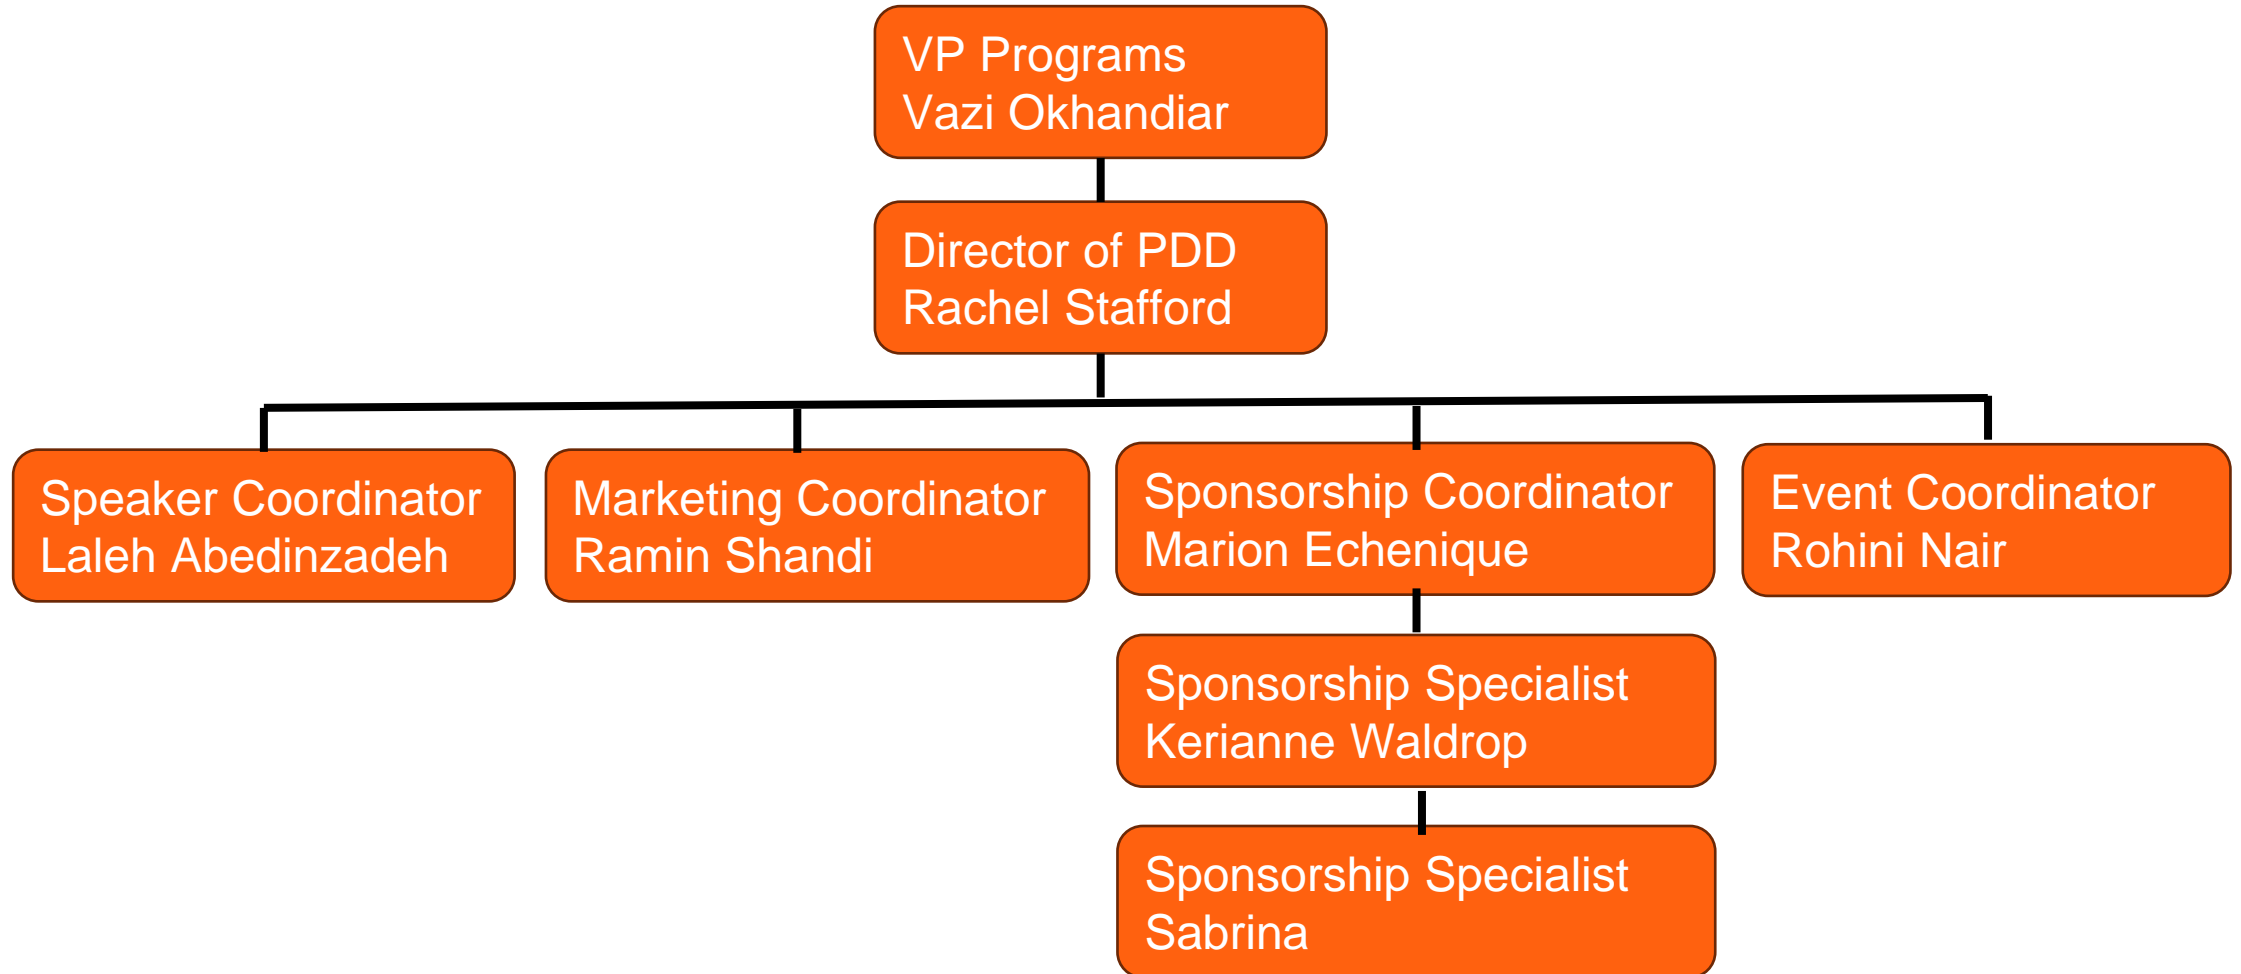 VP Programs
Vazi Okhandiar
Director of PDD
Rachel Stafford
Speaker Coordinator
Laleh Abedinzadeh
Marketing Coordinator
Ramin Shandi
Sponsorship Coordinator
Marion Echenique
Event Coordinator
Rohini Nair
Sponsorship Specialist
Kerianne Waldrop
Sponsorship Specialist
Sabrina